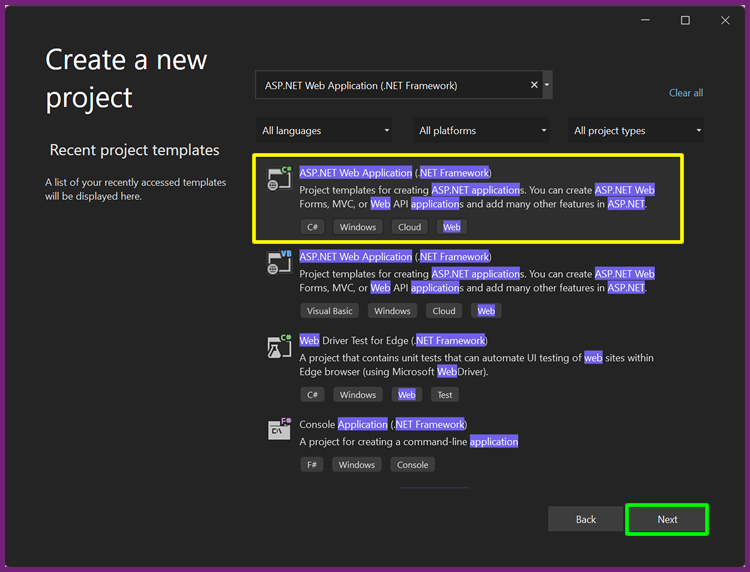 Create a new
project
ASP.NET Web Application (.NET Framework)
Clear all
All languages
All platforms
All project types
Recent project templates
A list of your recently accessed templates
will be displayed here.
C#
ASP.NET Web Application (.NET Framework)
Project templates for creating ASP.NET applications. You can create ASP.NET Web
Forms, MVC, or Web API applications and add many other features in ASP.NET.
C# Windows Cloud Web
VB
ASP.NET Web Application (.NET Framework)
Project templates for creating ASP.NET applications. You can create ASP.NET Web
Forms, MVC, or Web API applications and add many other features in ASP.NET.
Visual Basic Windows Cloud Web
C#
Web Driver Test for Edge (.NET Framework)
A project that contains unit tests that can automate UI testing of web sites within
Edge browser (using Microsoft WebDriver).
C# Windows Web Test
F#
Console Application (.NET Framework)
A project for creating a command-line application
F# Windows Console
Back
Next